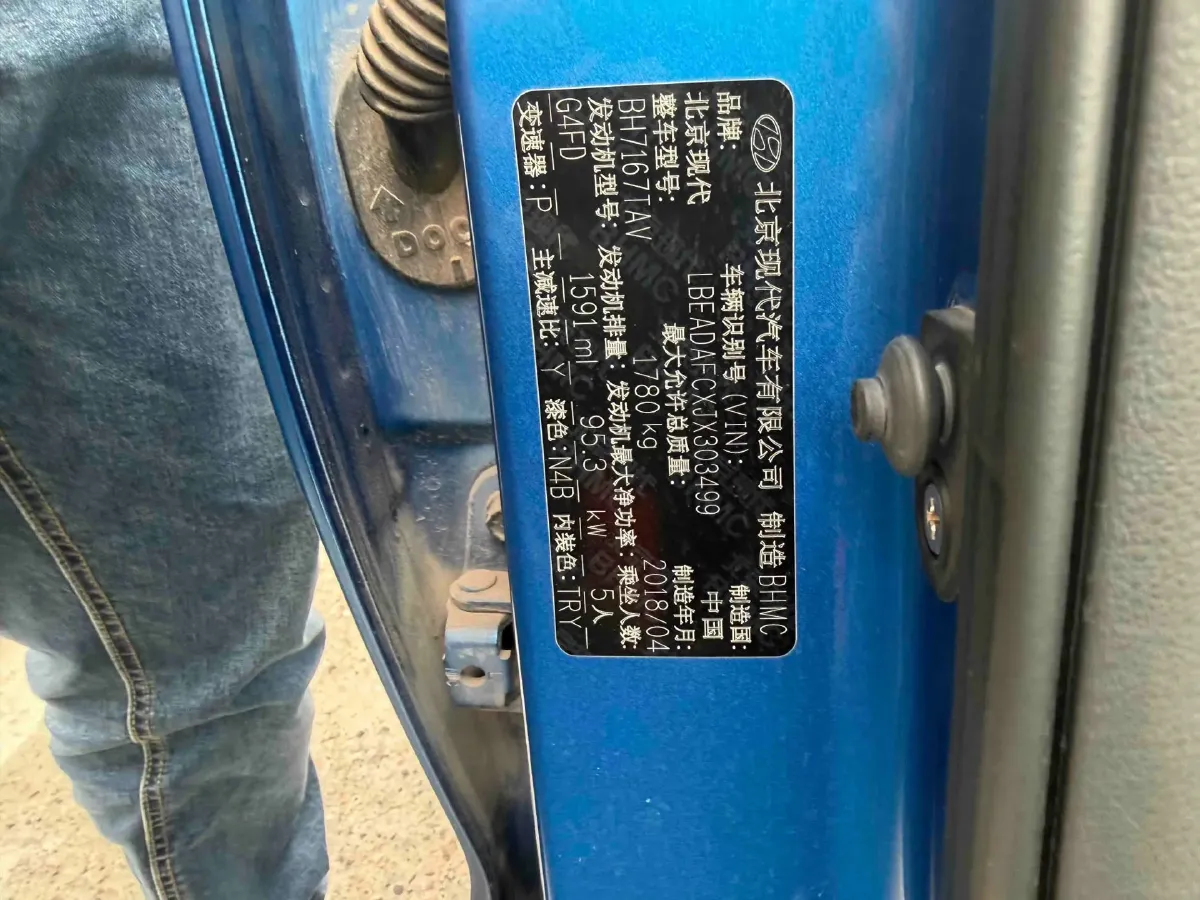 北京现代汽车有限公司 制造 BHMC
品牌: 车辆识别号(VIN): 制造国:
北京现代 LBEADAFCXJX303499 中国
整车型号: 最大允许总质量: 制造年月:
BH7167TAV 1780 kg 2018/04
发动机型号: 发动机排量: 发动机最大净功率: 乘坐人数:
G4FD 1591 ml 95.3 kW 5人
变速器: P 主减速比: Y 漆色: N4B 内装色: TRY